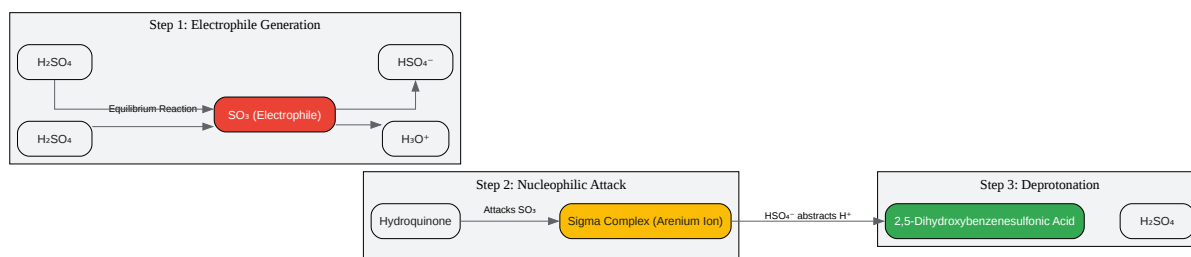 Step 1: Electrophile Generation
H₂SO₄
HSO₄⁻
Equilibrium Reaction
SO₃ (Electrophile)
H₂SO₄
H₃O⁺
Step 2: Nucleophilic Attack
Hydroquinone
Attacks SO₃
Sigma Complex (Arenium Ion)
HSO₄⁻ abstracts H⁺
Step 3: Deprotonation
2,5-Dihydroxybenzenesulfonic Acid
H₂SO₄